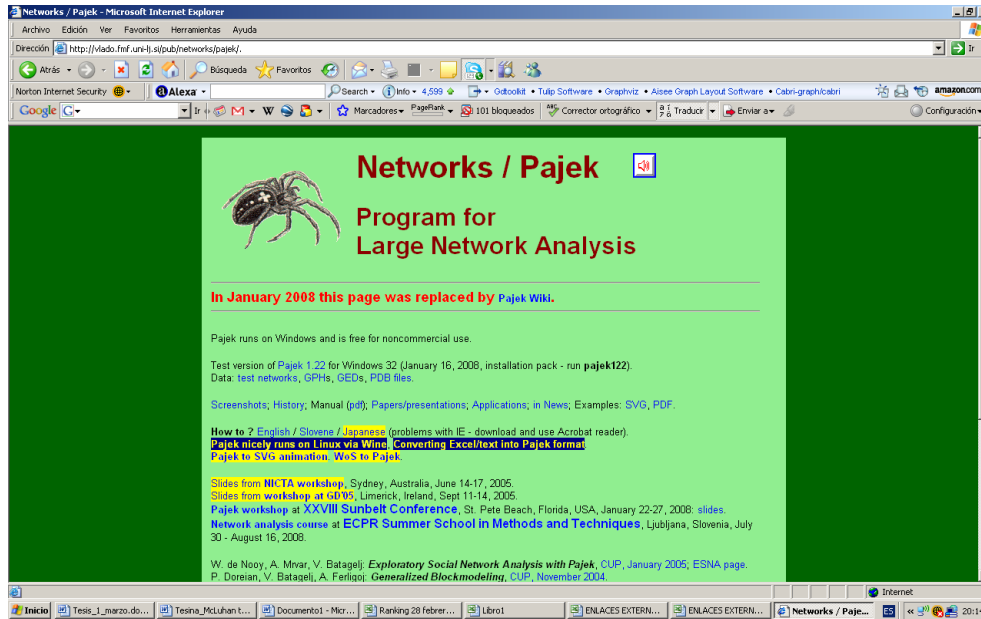 Networks / Pajek - Microsoft Internet Explorer
Archivo Edición Ver Favoritos Herramientas Ayuda
Dirección http://vlado.fmf.uni-lj.si/pub/networks/pajek/. Ir
Atrás Búsqueda Favoritos
Norton Internet Security Alexa Search Info 4,599 Gdtoolkit Tulip Software Graphviz Aisee Graph Layout Software Cabri-graph/cabri amazon.com
Google G Ir M W Marcadores PageRank 101 bloqueados Corrector ortográfico Traducir Enviar a Configuración
Networks / Pajek
Program for
Large Network Analysis
In January 2008 this page was replaced by Pajek Wiki.
Pajek runs on Windows and is free for noncommercial use.
Test version of Pajek 1.22 for Windows 32 (January 16, 2008, installation pack - run pajek122).
Data: test networks, GPHs, GEDs, PDB files.
Screenshots; History; Manual (pdf); Papers/presentations; Applications; in News; Examples: SVG, PDF.
How to ? English / Slovene / Japanese (problems with IE - download and use Acrobat reader).
Pajek nicely runs on Linux via Wine. Converting Excel/text into Pajek format
Pajek to SVG animation. WoS to Pajek.
Slides from NICTA workshop, Sydney, Australia, June 14-17, 2005.
Slides from workshop at GD'05, Limerick, Ireland, Sept 11-14, 2005.
Pajek workshop at XXVIII Sunbelt Conference, St. Pete Beach, Florida, USA, January 22-27, 2008: slides.
Network analysis course at ECPR Summer School in Methods and Techniques, Ljubljana, Slovenia, July
30 - August 16, 2008.
W. de Nooy, A. Mrvar, V. Batagelj: Exploratory Social Network Analysis with Pajek, CUP, January 2005; ESNA page.
P. Doreian, V. Batagelj, A. Ferligoj: Generalized Blockmodeling, CUP, November 2004.
Internet
Inicio Tesis_1_marzo.do... Tesina_McLuhan t... Documento1 - Micr... Ranking 28 febrer... Libro1 ENLACES EXTERN... ENLACES EXTERN... Networks / Paje... ES